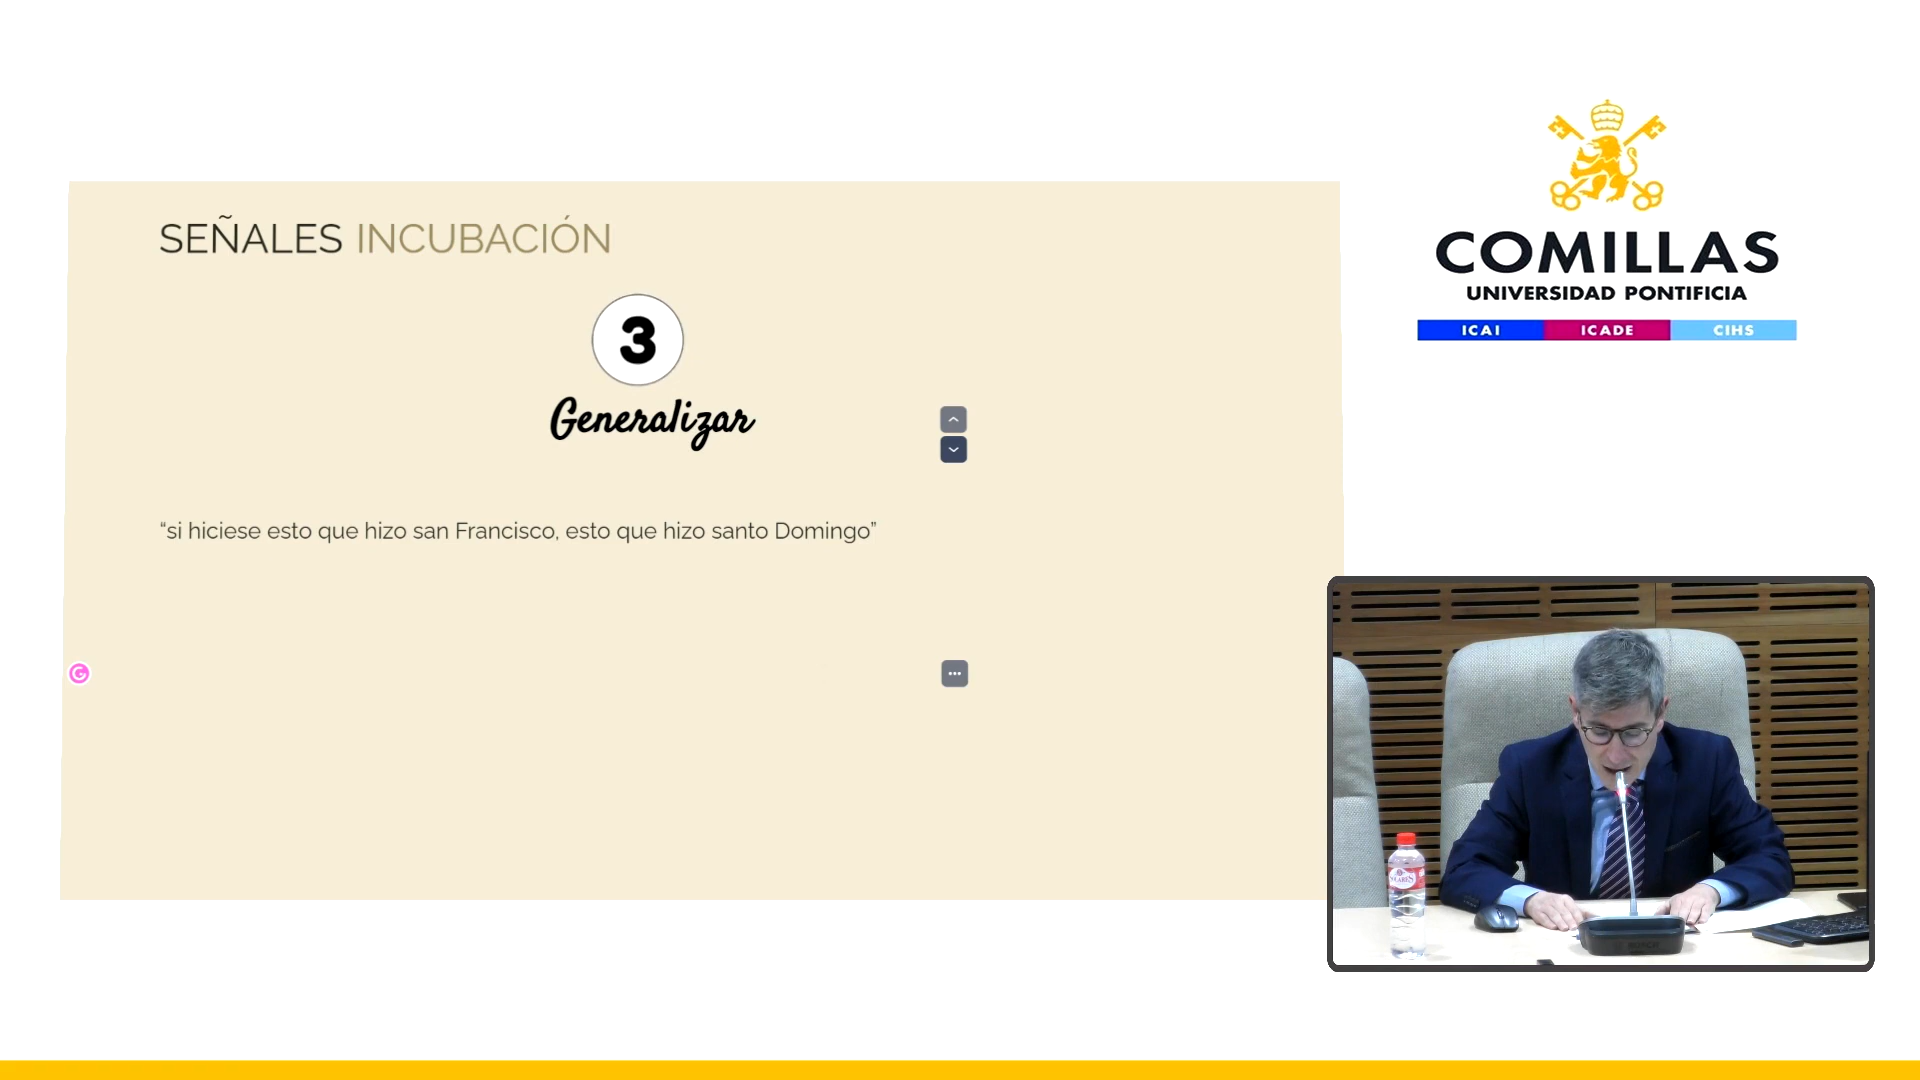 SEÑALES INCUBACIÓN
3
Generalizar
“si hiciese esto que hizo san Francisco, esto que hizo santo Domingo”
COMILLAS
UNIVERSIDAD PONTIFICIA
ICAI ICADE CIHS